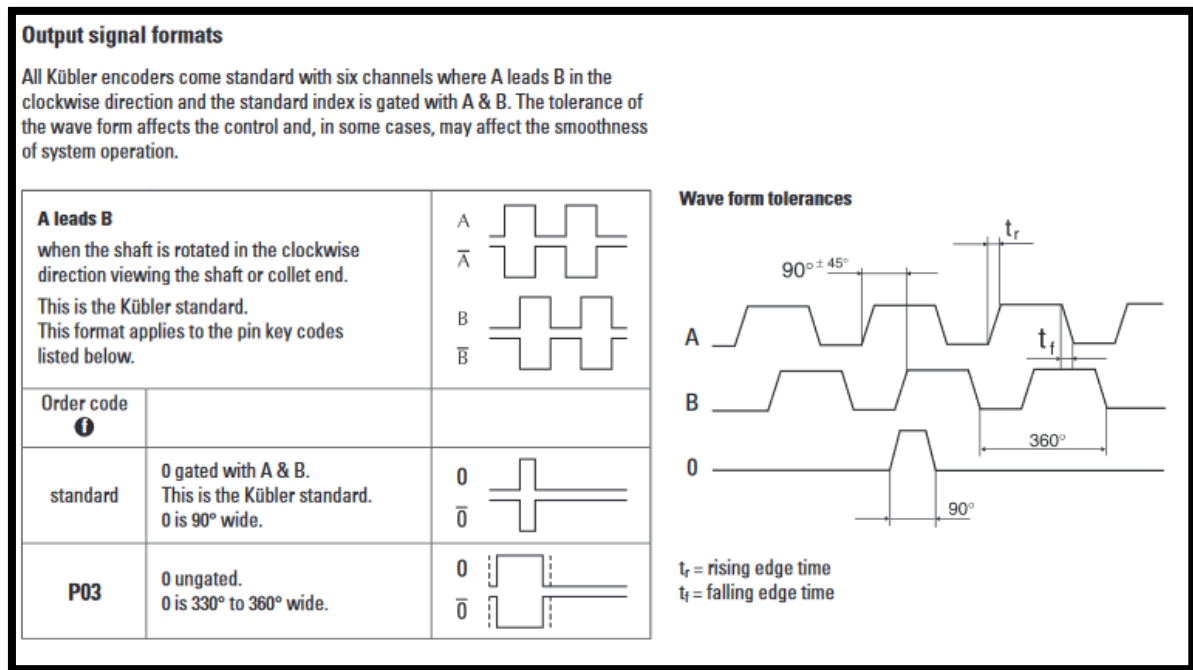 Output signal formats
All Kübler encoders come standard with six channels where A leads B in the
clockwise direction and the standard index is gated with A & B. The tolerance of
the wave form affects the control and, in some cases, may affect the smoothness
of system operation.
A leads B
when the shaft is rotated in the clockwise
direction viewing the shaft or collet end.
This is the Kübler standard.
This format applies to the pin key codes
listed below.
A
A̅
B
B̅
Order code
f
standard
0 gated with A & B.
This is the Kübler standard.
0 is 90° wide.
0
0̅
P03
0 ungated.
0 is 330° to 360° wide.
0
0̅
Wave form tolerances
tr
90° ± 45°
A
tf
B
360°
0
90°
tr = rising edge time
tf = falling edge time